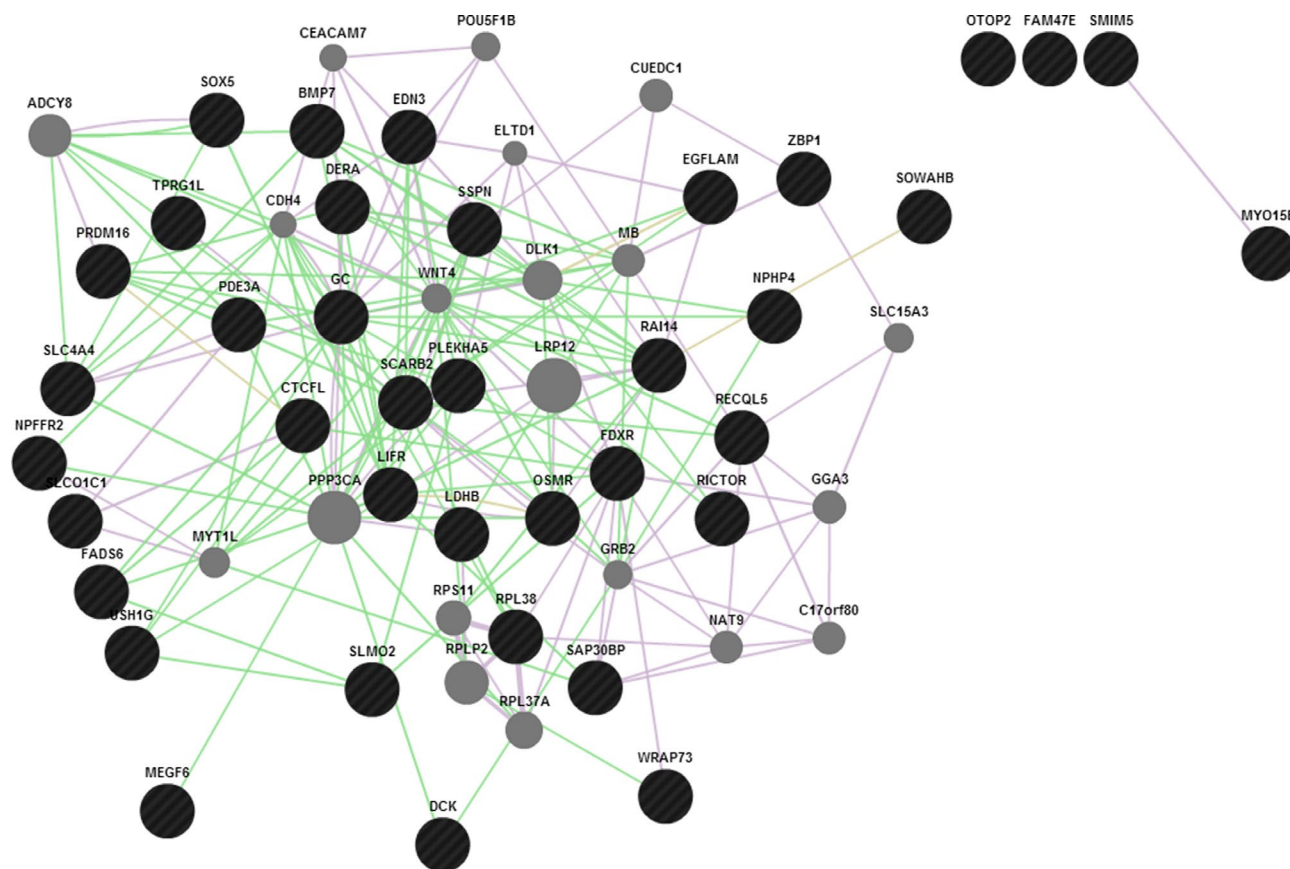 POU5F1B
OTOP2 FAM47E SMIM5
CEACAM7
CUEDC1
SOX5
BMP7
EDN3
ADCY8
ELTD1
ZBP1
EGFLAM
DERA
TPRG1L
SOWAHB
SSPN
CDH4
MYO15B
PRDM16
MB
DLK1
NPHP4
GC
WNT4
PDE3A
SLC15A3
RAI14
LRP12
PLEKHA5
SLC4A4
SCARB2
CTCFL
RECQL5
NPFFR2
FDXR
LIFR
SLCO1C1
PPP3CA
OSMR
GGA3
RICTOR
LDHB
MYT1L
GRB2
FADS6
RPS11
RPL38
C17orf80
USH1G
NAT9
SLMO2
RPLP2
SAP30BP
RPL37A
WRAP73
MEGF6
DCK